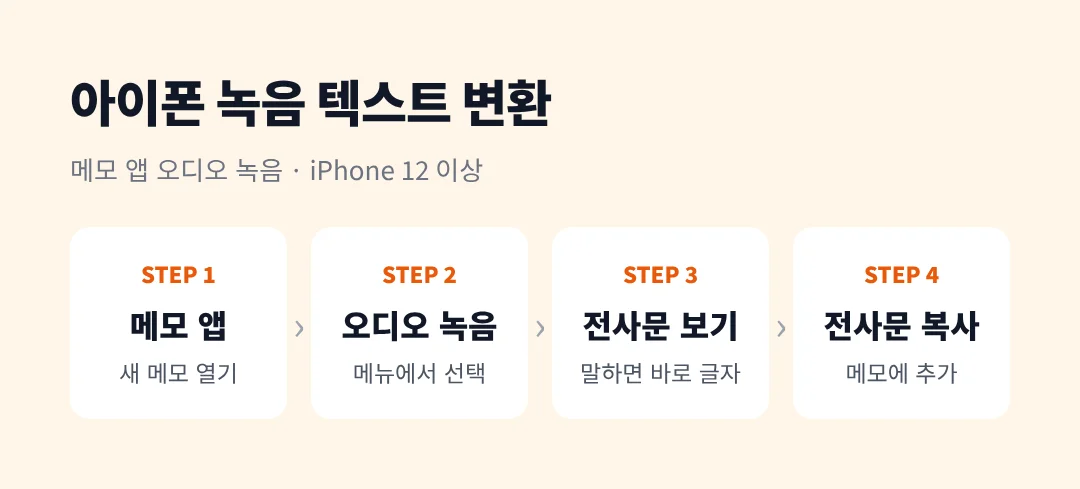 아이폰 녹음 텍스트 변환
메모 앱 오디오 녹음 · iPhone 12 이상
STEP 1
메모 앱
새 메모 열기
›
STEP 2
오디오 녹음
메뉴에서 선택
›
STEP 3
전사문 보기
말하면 바로 글자
›
STEP 4
전사문 복사
메모에 추가